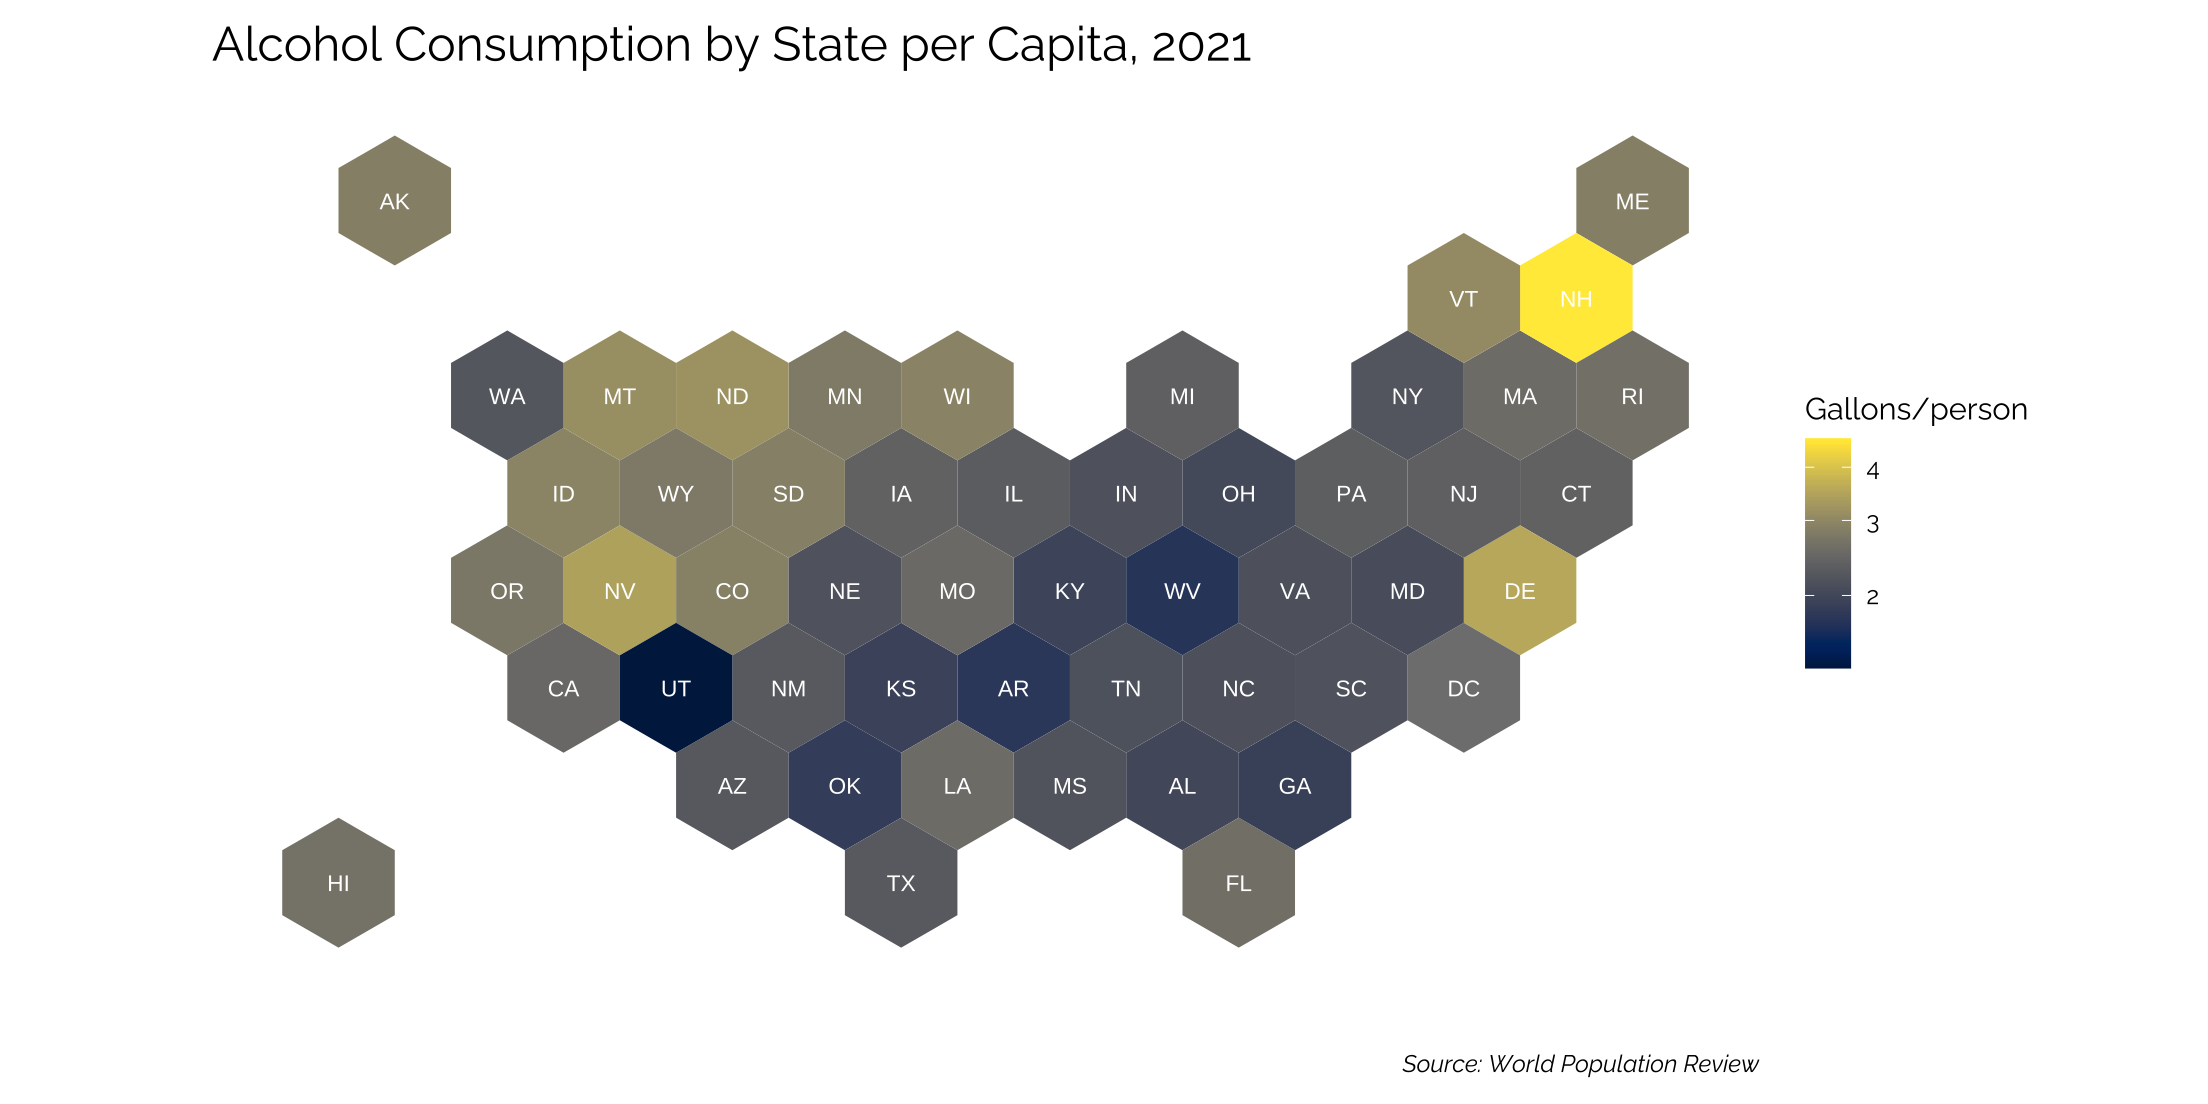 Alcohol Consumption by State per Capita, 2021
AK
ME
VT
NH
WA
MT
ND
MN
WI
MI
NY
MA
RI
ID
WY
SD
IA
IL
IN
OH
PA
NJ
CT
OR
NV
CO
NE
MO
KY
WV
VA
MD
DE
CA
UT
NM
KS
AR
TN
NC
SC
DC
AZ
OK
LA
MS
AL
GA
HI
TX
FL
Gallons/person
4
3
2
Source: World Population Review